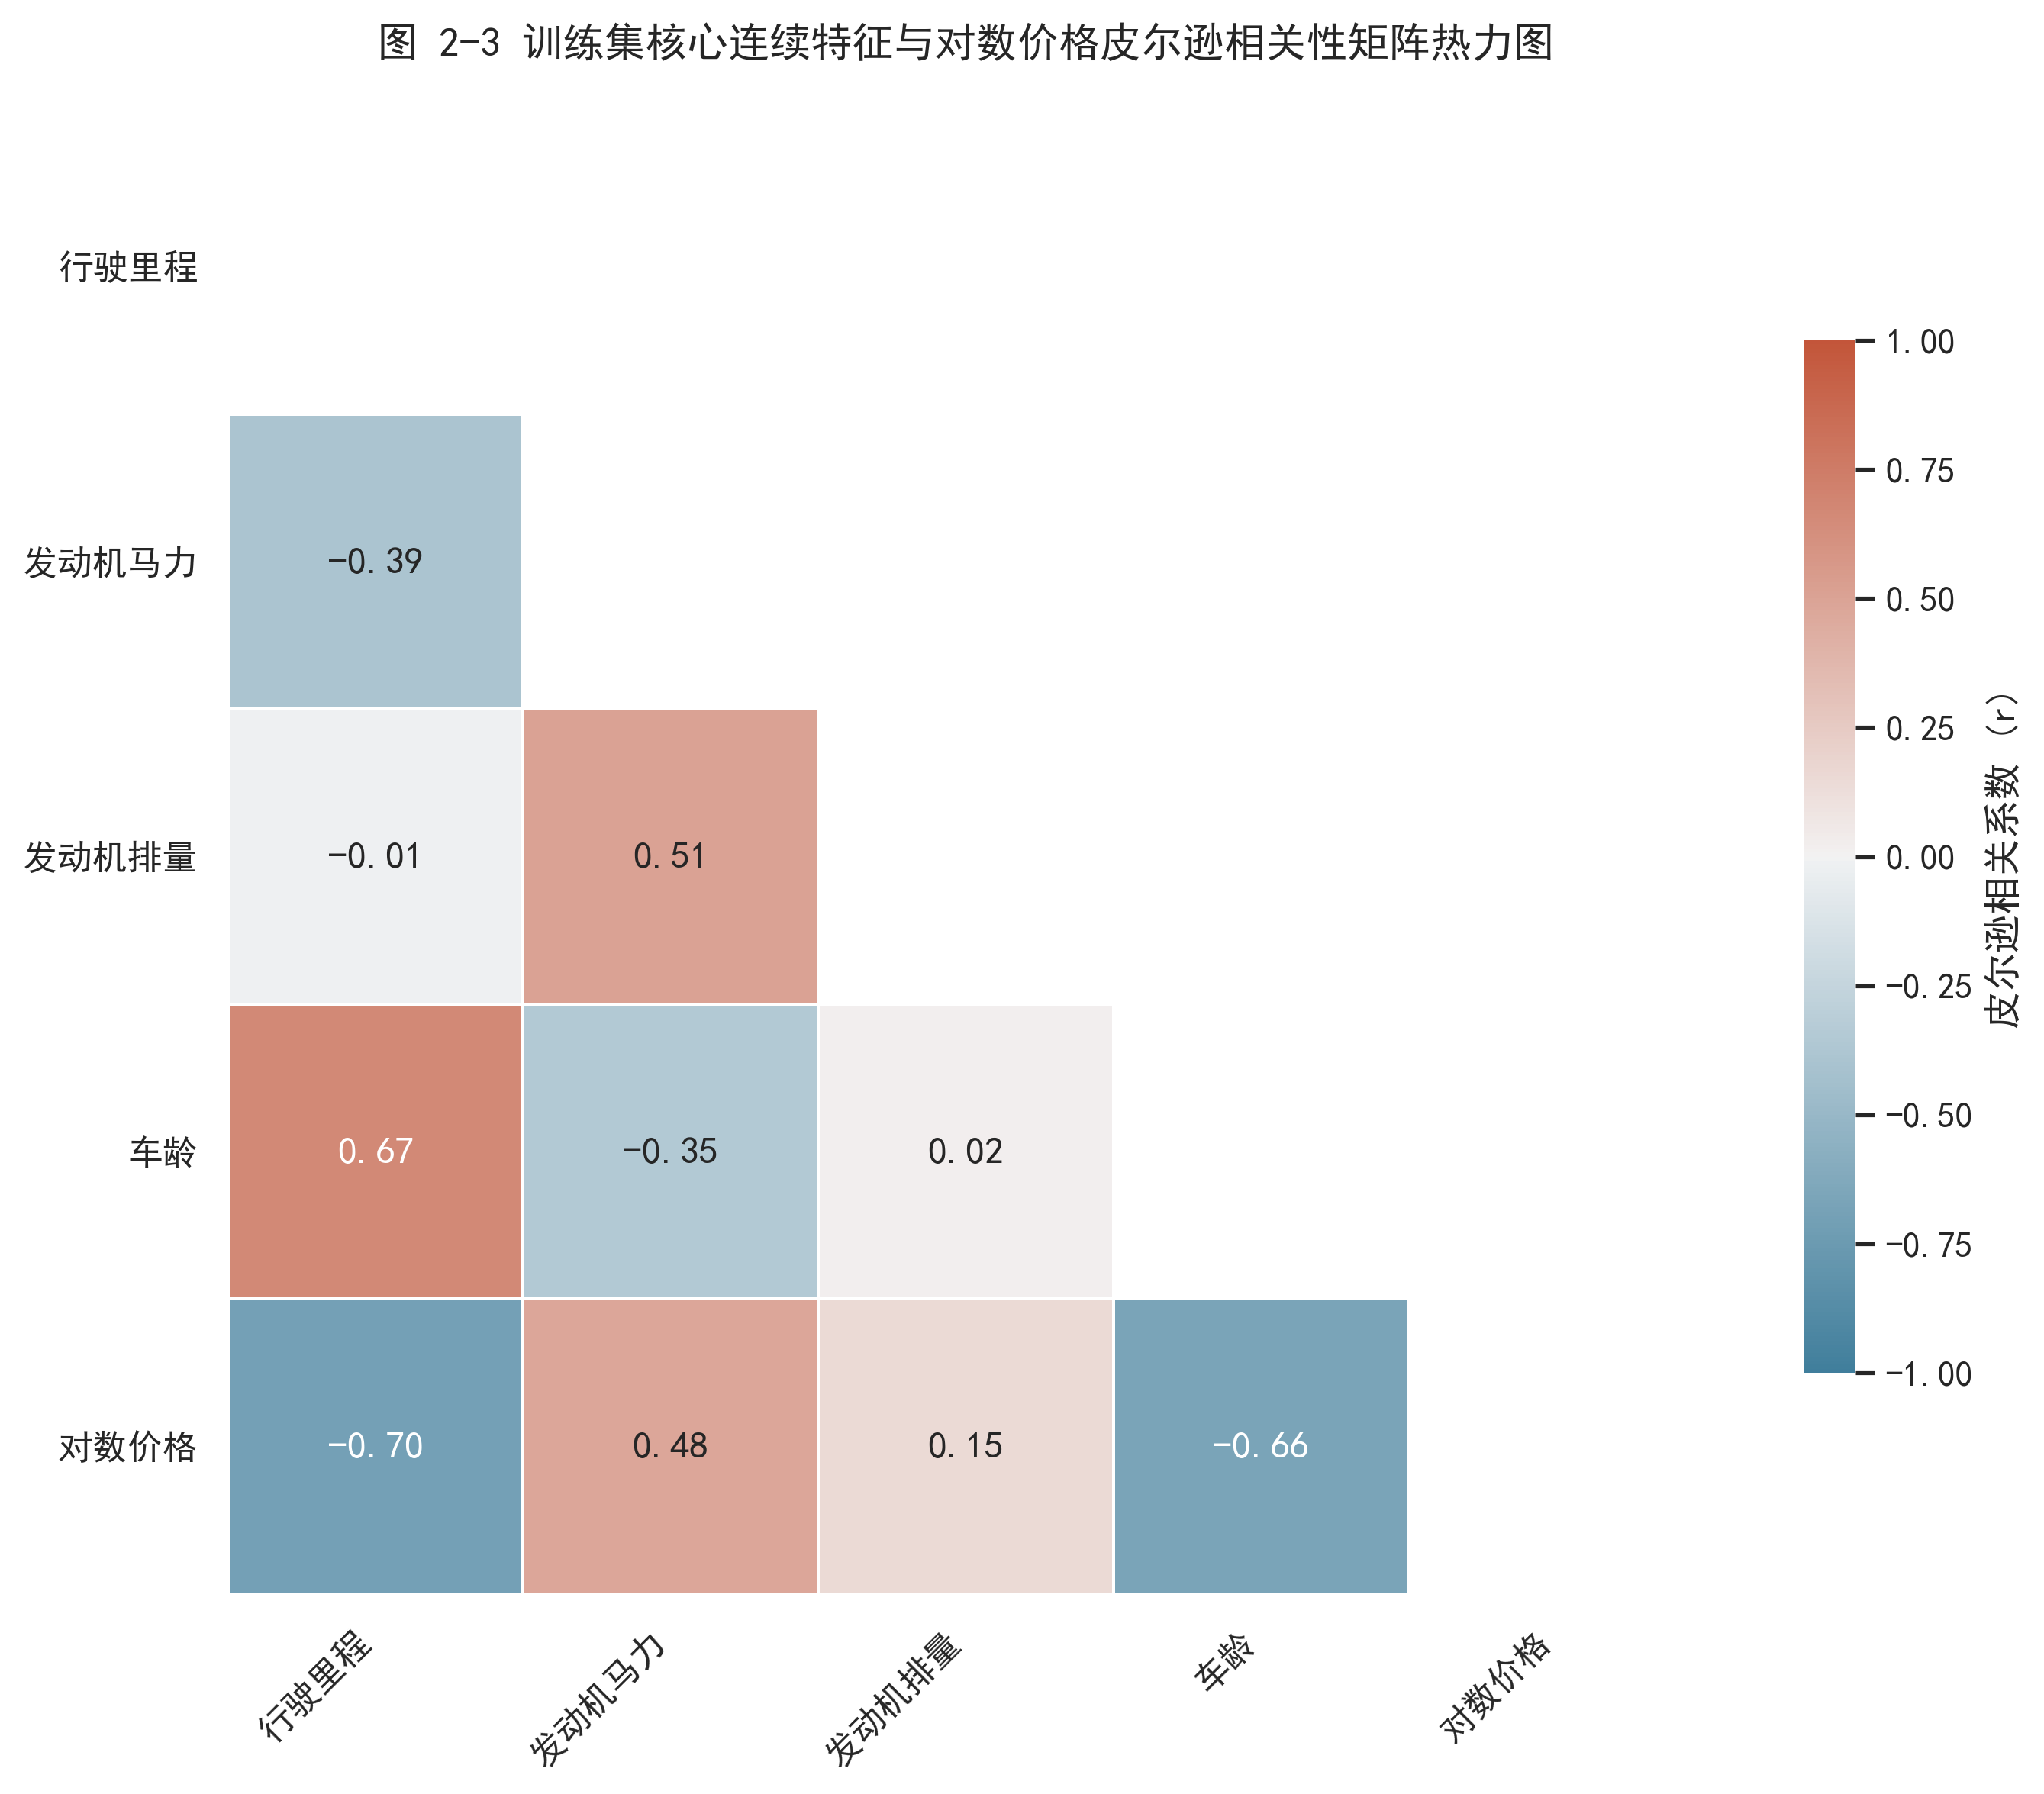 图 2-3 训练集核心连续特征与对数价格皮尔逊相关性矩阵热力图
行驶里程
发动机马力
-0.39
发动机排量
-0.01
0.51
车龄
0.67
-0.35
0.02
对数价格
-0.70
0.48
0.15
-0.66
行驶里程
发动机马力
发动机排量
车龄
对数价格
1.00
0.75
0.50
0.25
0.00
-0.25
-0.50
-0.75
-1.00
皮尔逊相关系数 (r)